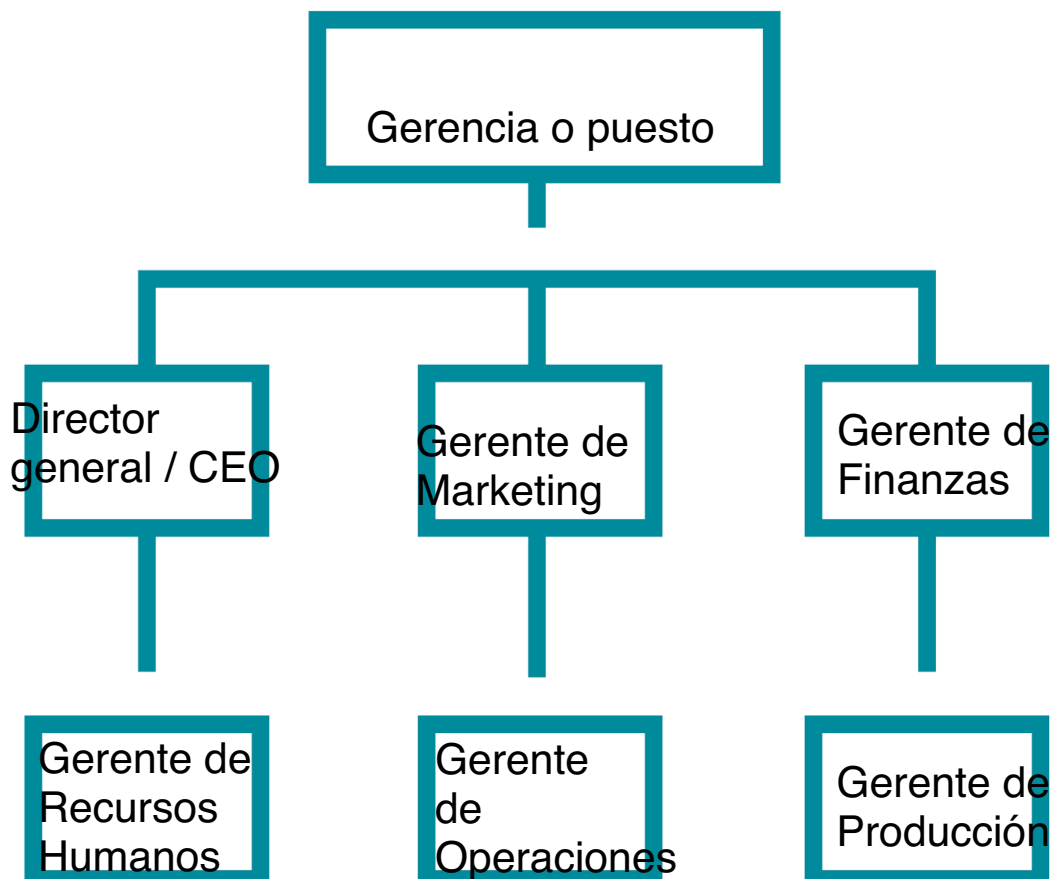 Gerencia o puesto
Director
general / CEO
Gerente de
Marketing
Gerente de
Finanzas
Gerente de
Recursos
Humanos
Gerente
de
Operaciones
Gerente de
Producción